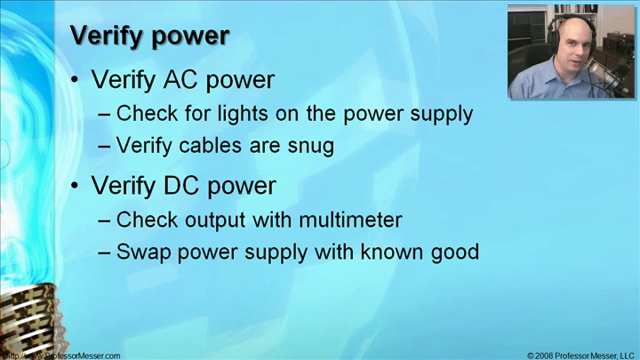 Verify power
• Verify AC power
– Check for lights on the power supply
– Verify cables are snug
• Verify DC power
– Check output with multimeter
– Swap power supply with known good
http://www.ProfessorMesser.com
© 2008 Professor Messer, LLC